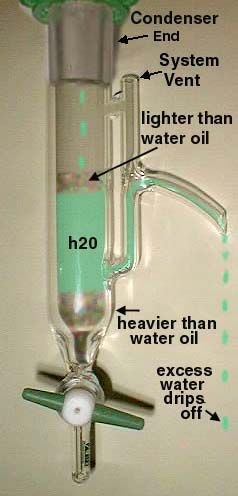 Condenser
End
System
Vent
lighter than
water oil
h20
heavier than
water oil
excess
water
drips
off